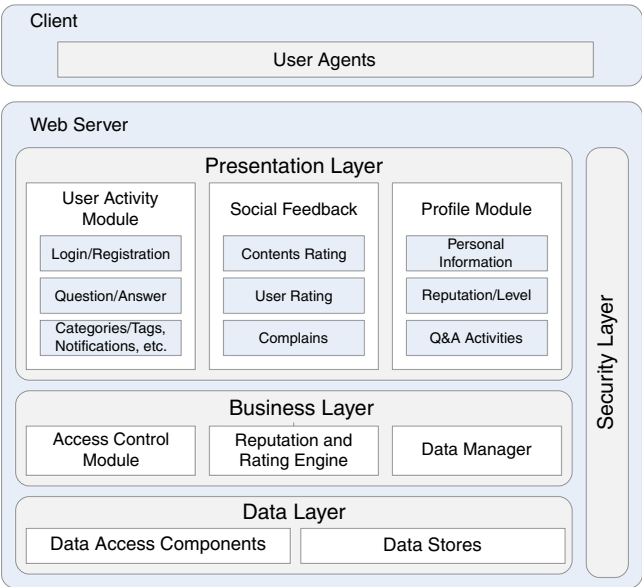 Client
User Agents
Web Server
Presentation Layer
User Activity
Module
Login/Registration
Question/Answer
Categories/Tags,
Notifications, etc.
Social Feedback
Contents Rating
User Rating
Complains
Profile Module
Personal
Information
Reputation/Level
Q&A Activities
Business Layer
Access Control
Module
Reputation and
Rating Engine
Data Manager
Data Layer
Data Access Components
Data Stores
Security Layer